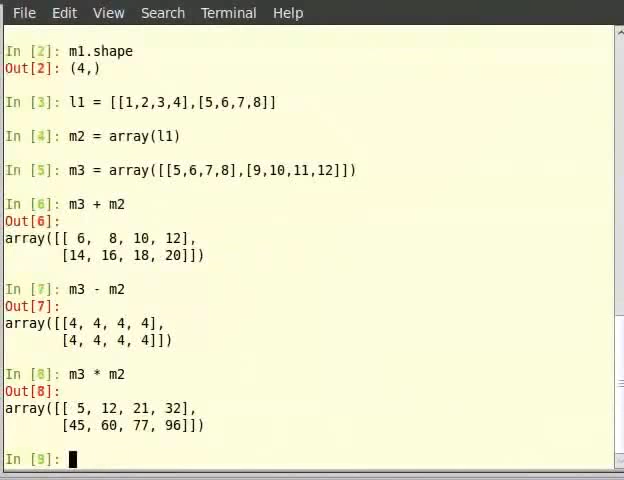 File Edit View Search Terminal Help
In [2]: m1.shape
Out[2]: (4,)
In [3]: l1 = [[1,2,3,4],[5,6,7,8]]
In [4]: m2 = array(l1)
In [5]: m3 = array([[5,6,7,8],[9,10,11,12]])
In [6]: m3 + m2
Out[6]:
array([[ 6,  8, 10, 12],
       [14, 16, 18, 20]])
In [7]: m3 - m2
Out[7]:
array([[4, 4, 4, 4],
       [4, 4, 4, 4]])
In [8]: m3 * m2
Out[8]:
array([[ 5, 12, 21, 32],
       [45, 60, 77, 96]])
In [9]: